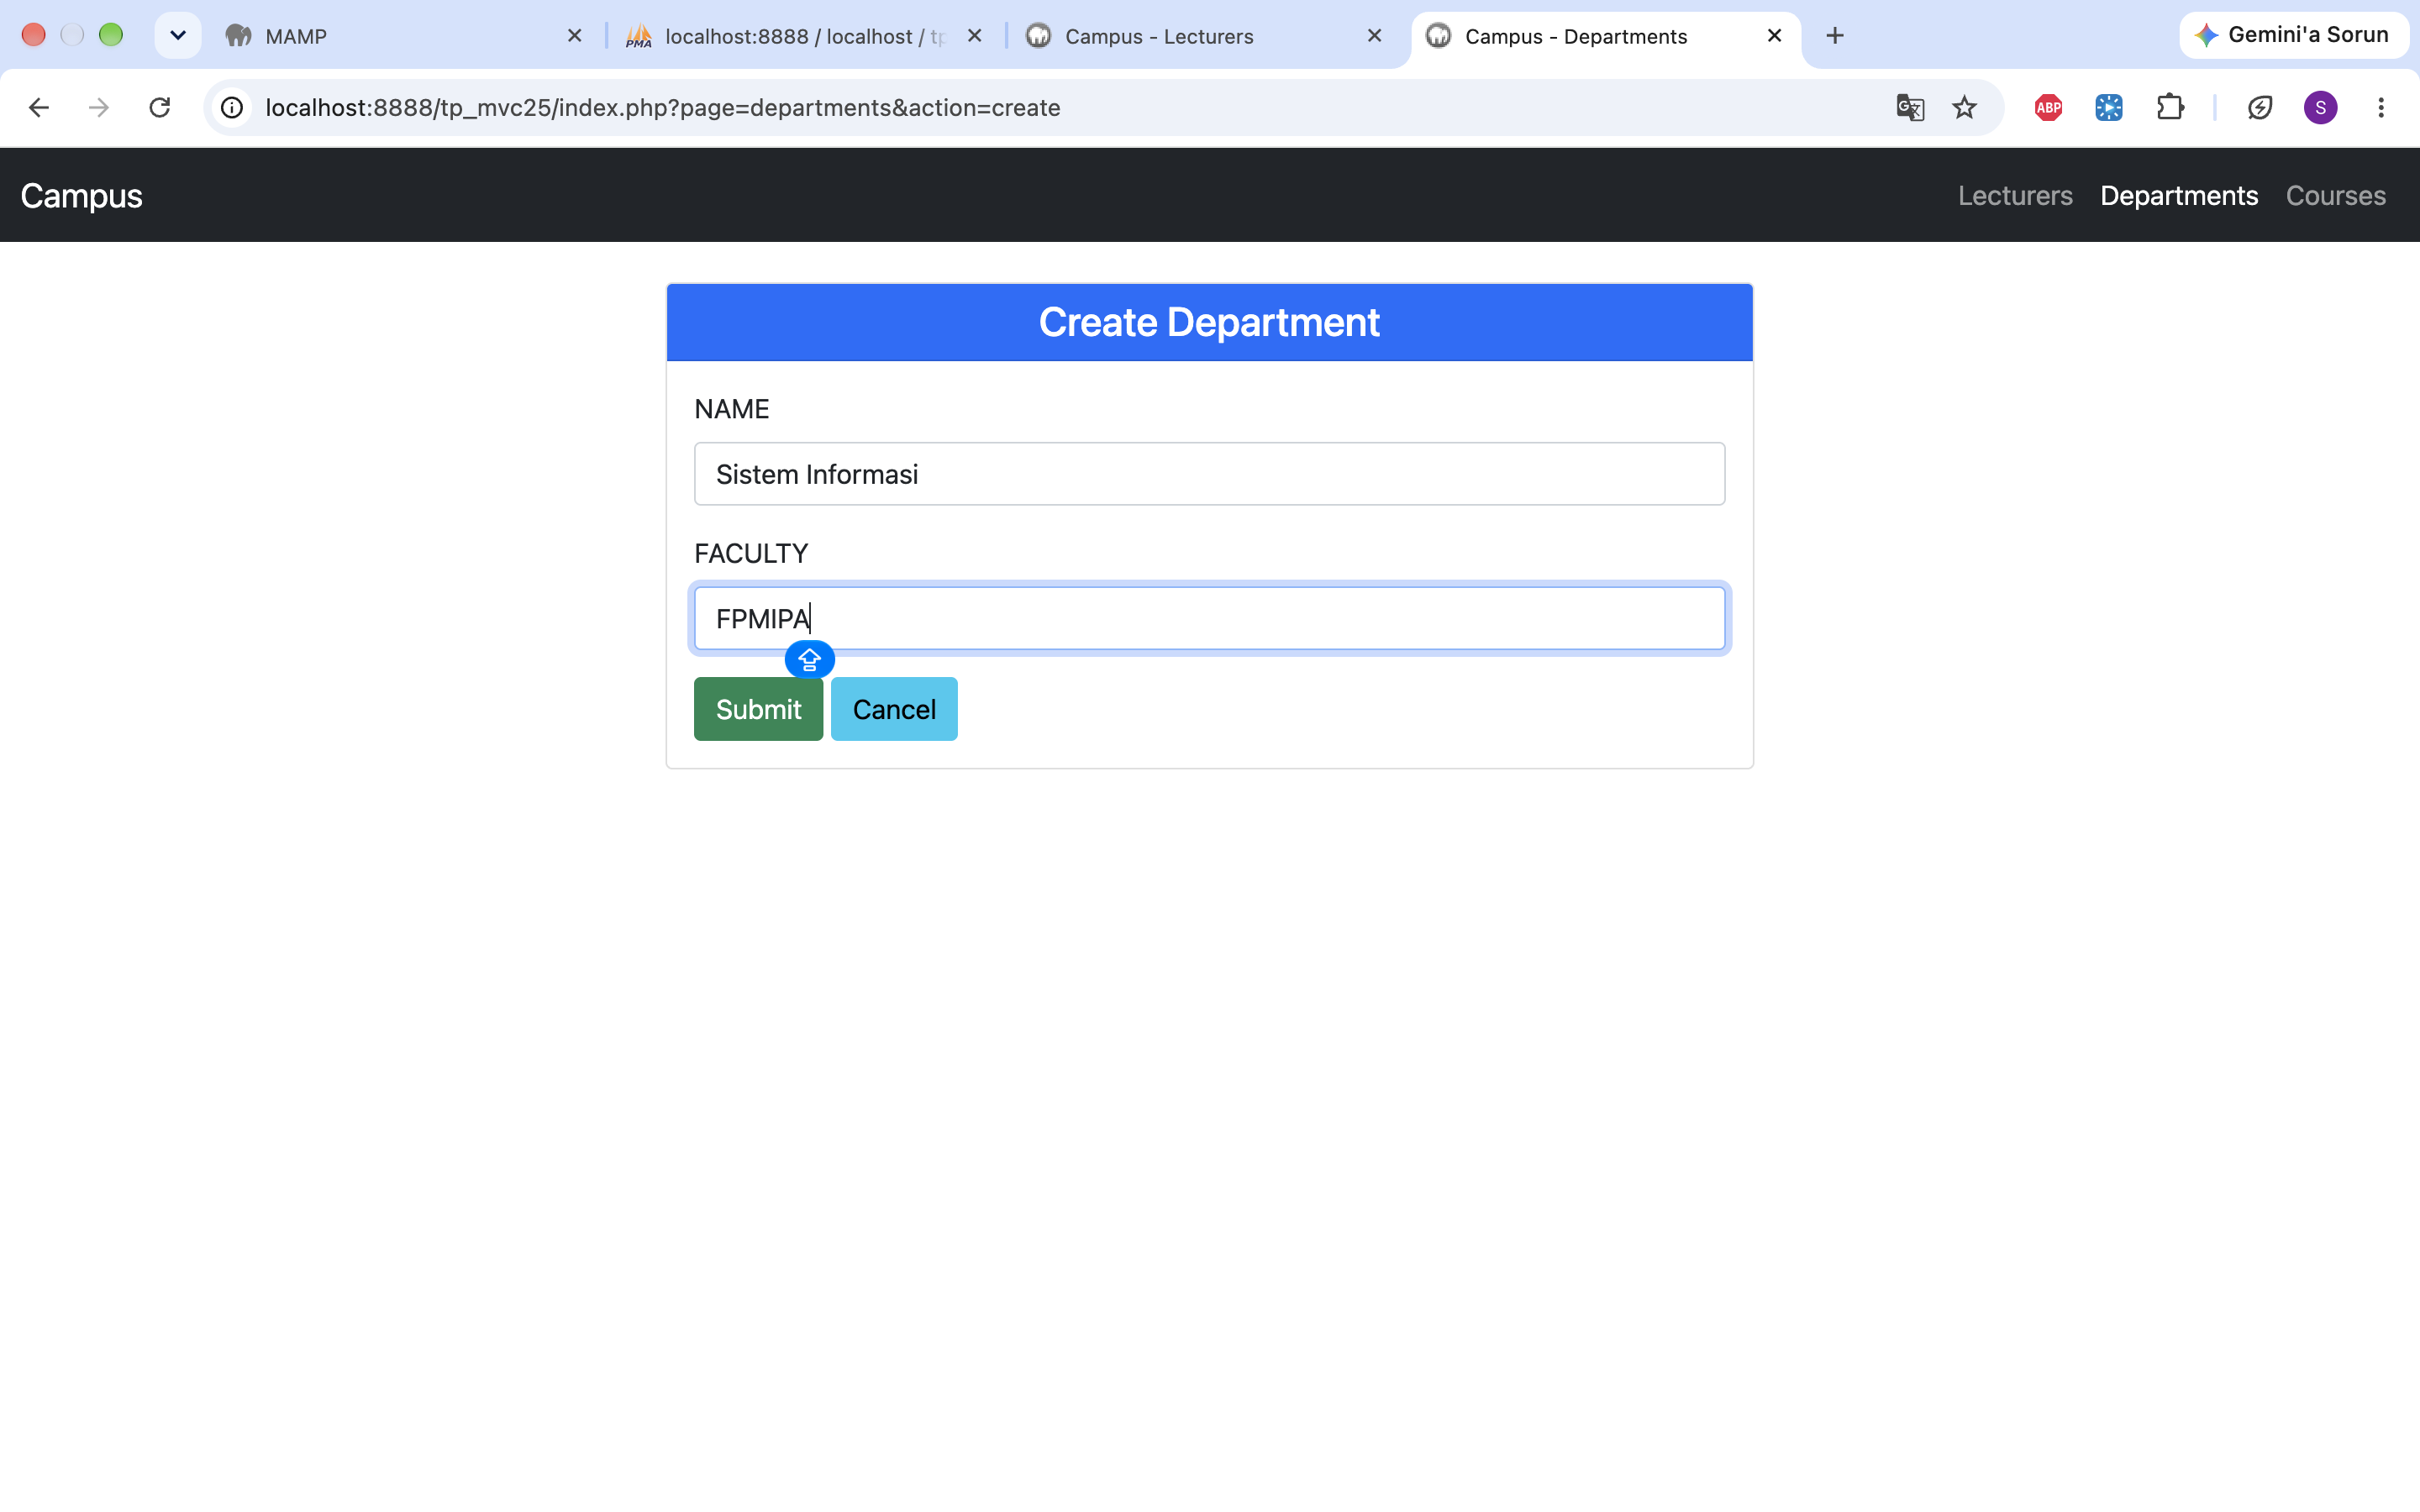 MAMP
localhost:8888 / localhost / tp
Campus - Lecturers
Campus - Departments
Gemini'a Sorun
localhost:8888/tp_mvc25/index.php?page=departments&action=create
ABP
S
Campus
Lecturers
Departments
Courses
Create Department
NAME
Sistem Informasi
FACULTY
FPMIPA
Submit
Cancel